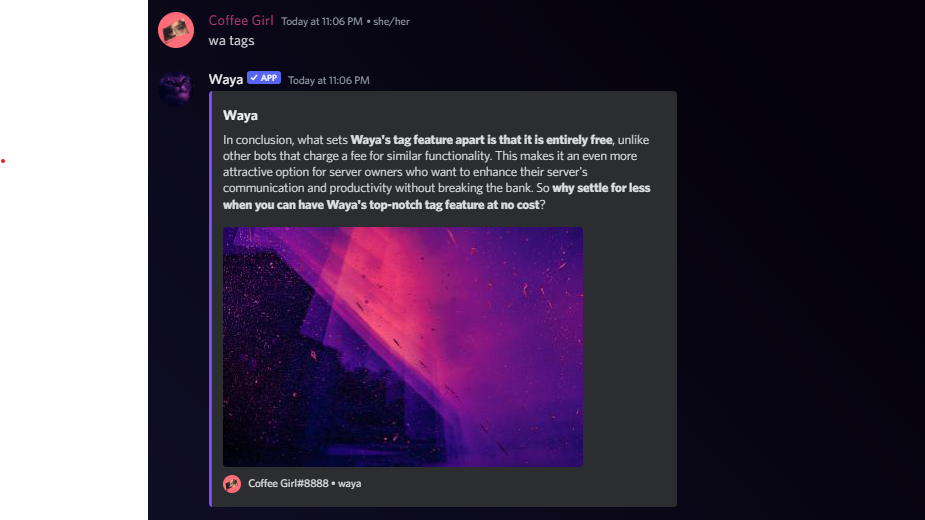 Coffee Girl Today at 11:06 PM • she/her
wa tags
Waya ✓ APP Today at 11:06 PM
Waya
In conclusion, what sets Waya's tag feature apart is that it is entirely free, unlike
other bots that charge a fee for similar functionality. This makes it an even more
attractive option for server owners who want to enhance their server's
communication and productivity without breaking the bank. So why settle for less
when you can have Waya's top-notch tag feature at no cost?
Coffee Girl#8888 • waya